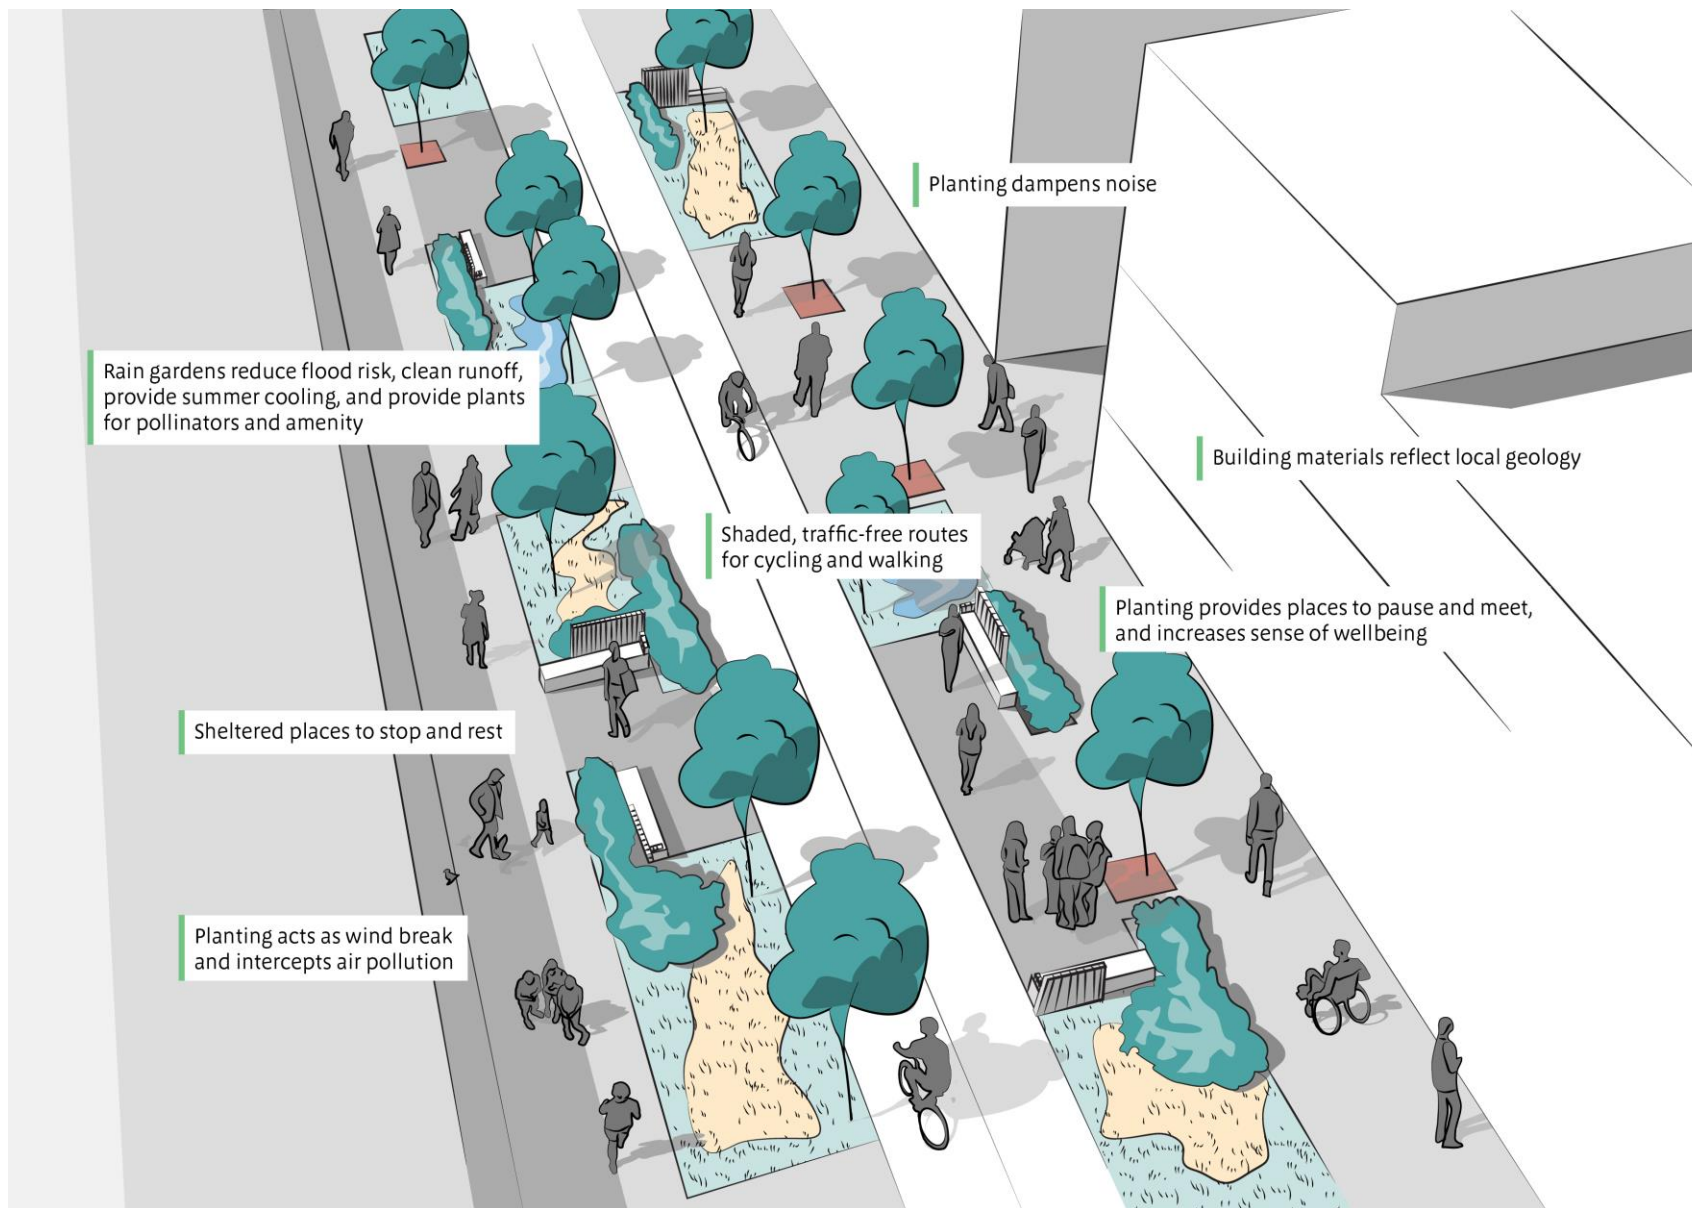 Planting dampens noise
Rain gardens reduce flood risk, clean runoff,
provide summer cooling, and provide plants
for pollinators and amenity
Building materials reflect local geology
Shaded, traffic-free routes
for cycling and walking
Planting provides places to pause and meet,
and increases sense of wellbeing
Sheltered places to stop and rest
Planting acts as wind break
and intercepts air pollution